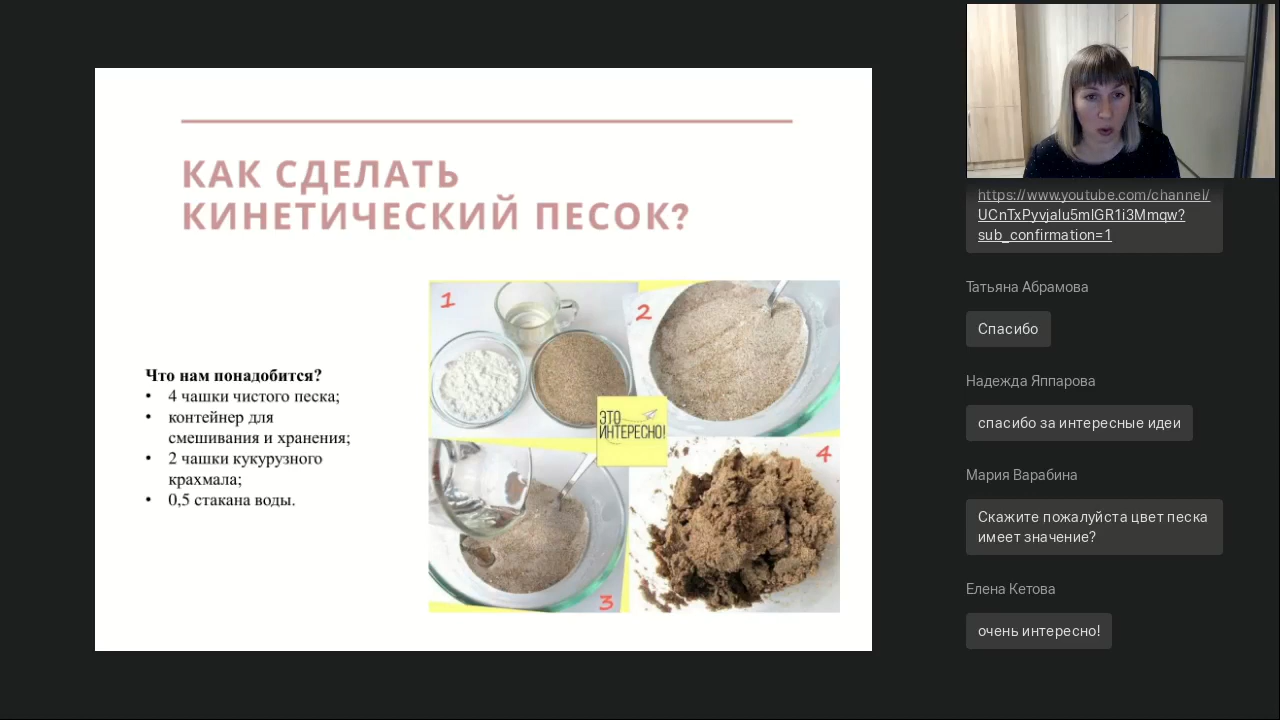 КАК СДЕЛАТЬ
КИНЕТИЧЕСКИЙ ПЕСОК?
Что нам понадобится?
• 4 чашки чистого песка;
• контейнер для
смешивания и хранения;
• 2 чашки кукурузного
крахмала;
• 0,5 стакана воды.
1
2
ЭТО
ИНТЕРЕСНО!
3
4
https://www.youtube.com/channel/
UCnTxPyvjalu5mlGR1i3Mmqw?
sub_confirmation=1
Татьяна Абрамова
Спасибо
Надежда Яппарова
спасибо за интересные идеи
Мария Варабина
Скажите пожалуйста цвет песка
имеет значение?
Елена Кетова
очень интересно!